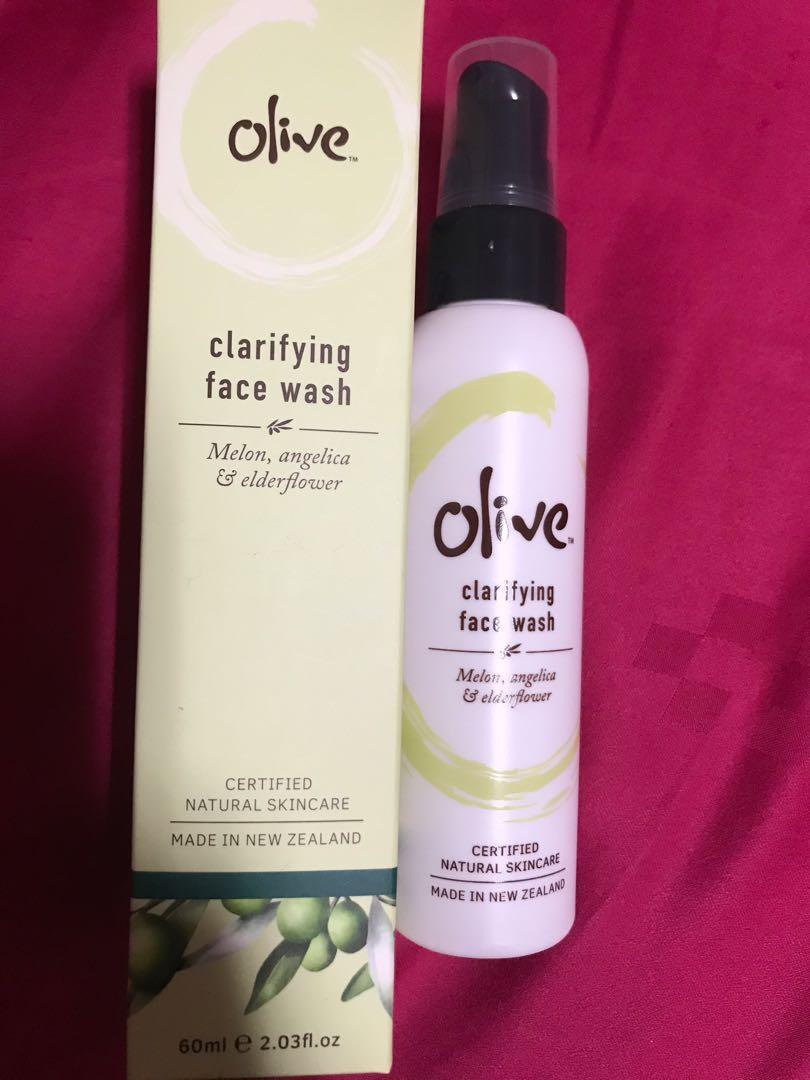 Olive™
clarifying
face wash
Melon, angelica
& elderflower
CERTIFIED
NATURAL SKINCARE
MADE IN NEW ZEALAND
60ml ℮ 2.03fl.oz
Olive™
clarifying
face wash
Melon, angelica
& elderflower
CERTIFIED
NATURAL SKINCARE
MADE IN NEW ZEALAND